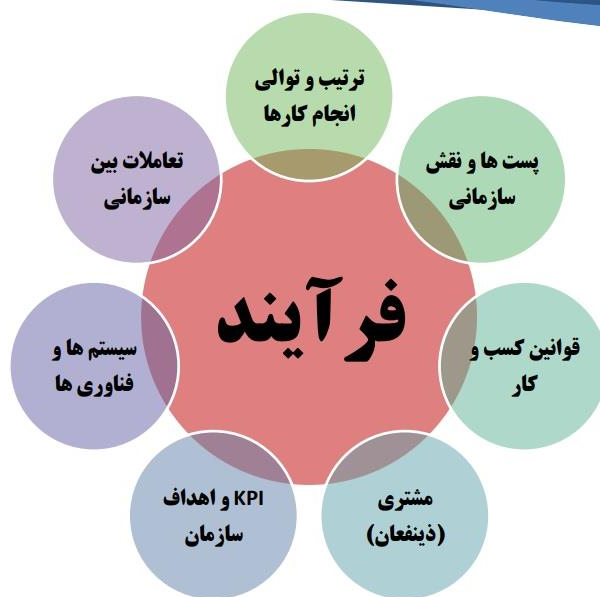 ترتیب و توالی
انجام کارها
پست ها و نقش
سازمانی
قوانین کسب و
کار
مشتری
(ذینفعان)
KPI و اهداف
سازمان
سیستم ها و
فناوری ها
تعاملات بین
سازمانی
فرآیند